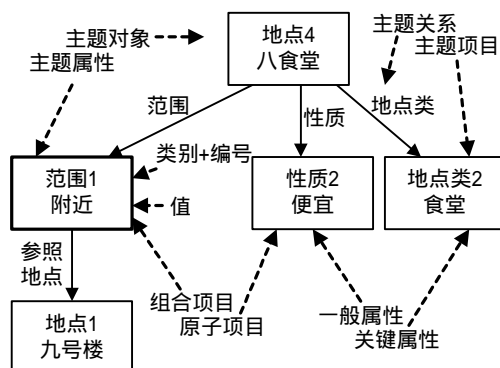 地点4
八食堂
主题对象
主题属性
主题关系
主题项目
范围
性质
地点类
类别+编号
范围1
附近
值
性质2
便宜
地点类2
食堂
参照
地点
组合项目
原子项目
一般属性
关键属性
地点1
九号楼